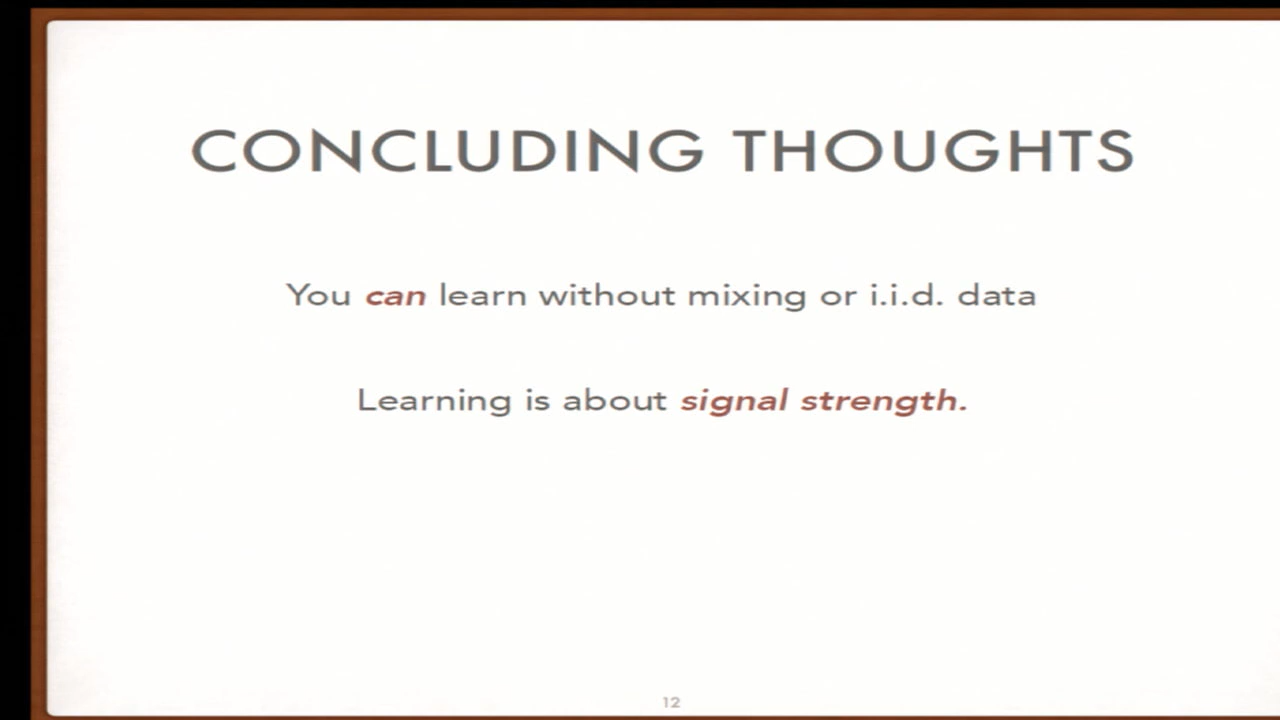 CONCLUDING THOUGHTS
You can learn without mixing or i.i.d. data
Learning is about signal strength.
12